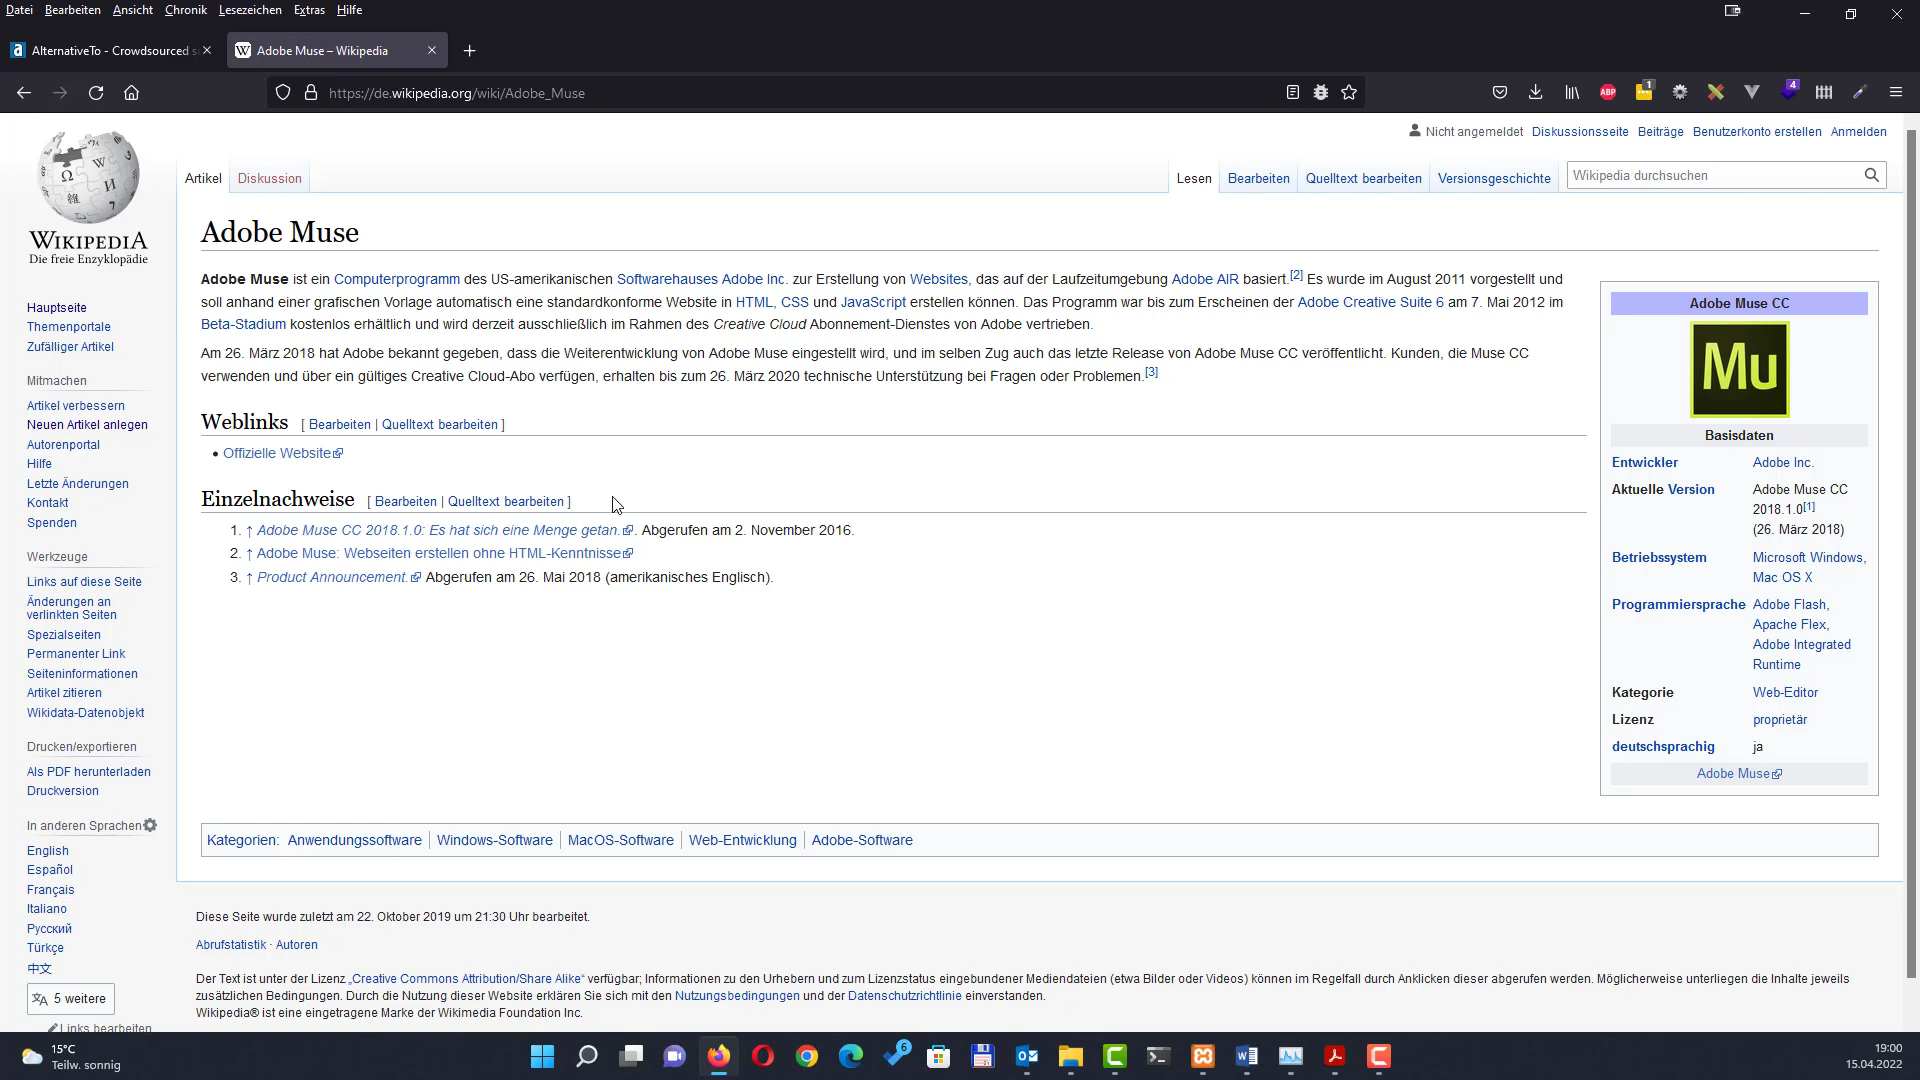 Datei Bearbeiten Ansicht Chronik Lesezeichen Extras Hilfe
AlternativeTo - Crowdsourced
Adobe Muse – Wikipedia
https://de.wikipedia.org/wiki/Adobe_Muse
ABP
1
4
Nicht angemeldet Diskussionsseite Beiträge Benutzerkonto erstellen Anmelden
WIKIPEDIA
Die freie Enzyklopädie
Artikel Diskussion Lesen Bearbeiten Quelltext bearbeiten Versionsgeschichte Wikipedia durchsuchen
Hauptseite
Themenportale
Zufälliger Artikel
Mitmachen
Artikel verbessern
Neuen Artikel anlegen
Autorenportal
Hilfe
Letzte Änderungen
Kontakt
Spenden
Werkzeuge
Links auf diese Seite
Änderungen an
verlinkten Seiten
Spezialseiten
Permanenter Link
Seiteninformationen
Artikel zitieren
Wikidata-Datenobjekt
Drucken/exportieren
Als PDF herunterladen
Druckversion
In anderen Sprachen
English
Español
Français
Italiano
Русский
Türkçe
中文
5 weitere
Links bearbeiten
Adobe Muse
Adobe Muse ist ein Computerprogramm des US-amerikanischen Softwarehauses Adobe Inc. zur Erstellung von Websites, das auf der Laufzeitumgebung Adobe AIR basiert.[2] Es wurde im August 2011 vorgestellt und
soll anhand einer grafischen Vorlage automatisch eine standardkonforme Website in HTML, CSS und JavaScript erstellen können. Das Programm war bis zum Erscheinen der Adobe Creative Suite 6 am 7. Mai 2012 im
Beta-Stadium kostenlos erhältlich und wird derzeit ausschließlich im Rahmen des Creative Cloud Abonnement-Dienstes von Adobe vertrieben.
Am 26. März 2018 hat Adobe bekannt gegeben, dass die Weiterentwicklung von Adobe Muse eingestellt wird, und im selben Zug auch das letzte Release von Adobe Muse CC veröffentlicht. Kunden, die Muse CC
verwenden und über ein gültiges Creative Cloud-Abo verfügen, erhalten bis zum 26. März 2020 technische Unterstützung bei Fragen oder Problemen.[3]
Weblinks [ Bearbeiten | Quelltext bearbeiten ]
• Offizielle Website
Einzelnachweise [ Bearbeiten | Quelltext bearbeiten ]
1. ↑ Adobe Muse CC 2018.1.0: Es hat sich eine Menge getan. . Abgerufen am 2. November 2016.
2. ↑ Adobe Muse: Webseiten erstellen ohne HTML-Kenntnisse
3. ↑ Product Announcement. Abgerufen am 26. Mai 2018 (amerikanisches Englisch).
Adobe Muse CC
Mu
Basisdaten
Entwickler Adobe Inc.
Aktuelle Version Adobe Muse CC
2018.1.0[1]
(26. März 2018)
Betriebssystem Microsoft Windows,
Mac OS X
Programmiersprache Adobe Flash,
Apache Flex,
Adobe Integrated
Runtime
Kategorie Web-Editor
Lizenz proprietär
deutschsprachig ja
Adobe Muse
Kategorien: Anwendungssoftware | Windows-Software | MacOS-Software | Web-Entwicklung | Adobe-Software
Diese Seite wurde zuletzt am 22. Oktober 2019 um 21:30 Uhr bearbeitet.
Abrufstatistik · Autoren
Der Text ist unter der Lizenz „Creative Commons Attribution/Share Alike“ verfügbar; Informationen zu den Urhebern und zum Lizenzstatus eingebundener Mediendateien (etwa Bilder oder Videos) können im Regelfall durch Anklicken dieser abgerufen werden. Möglicherweise unterliegen die Inhalte jeweils
zusätzlichen Bedingungen. Durch die Nutzung dieser Website erklären Sie sich mit den Nutzungsbedingungen und der Datenschutzrichtlinie einverstanden.
Wikipedia® ist eine eingetragene Marke der Wikimedia Foundation Inc.
15°C
Teilw. sonnig
6
19:00
15.04.2022